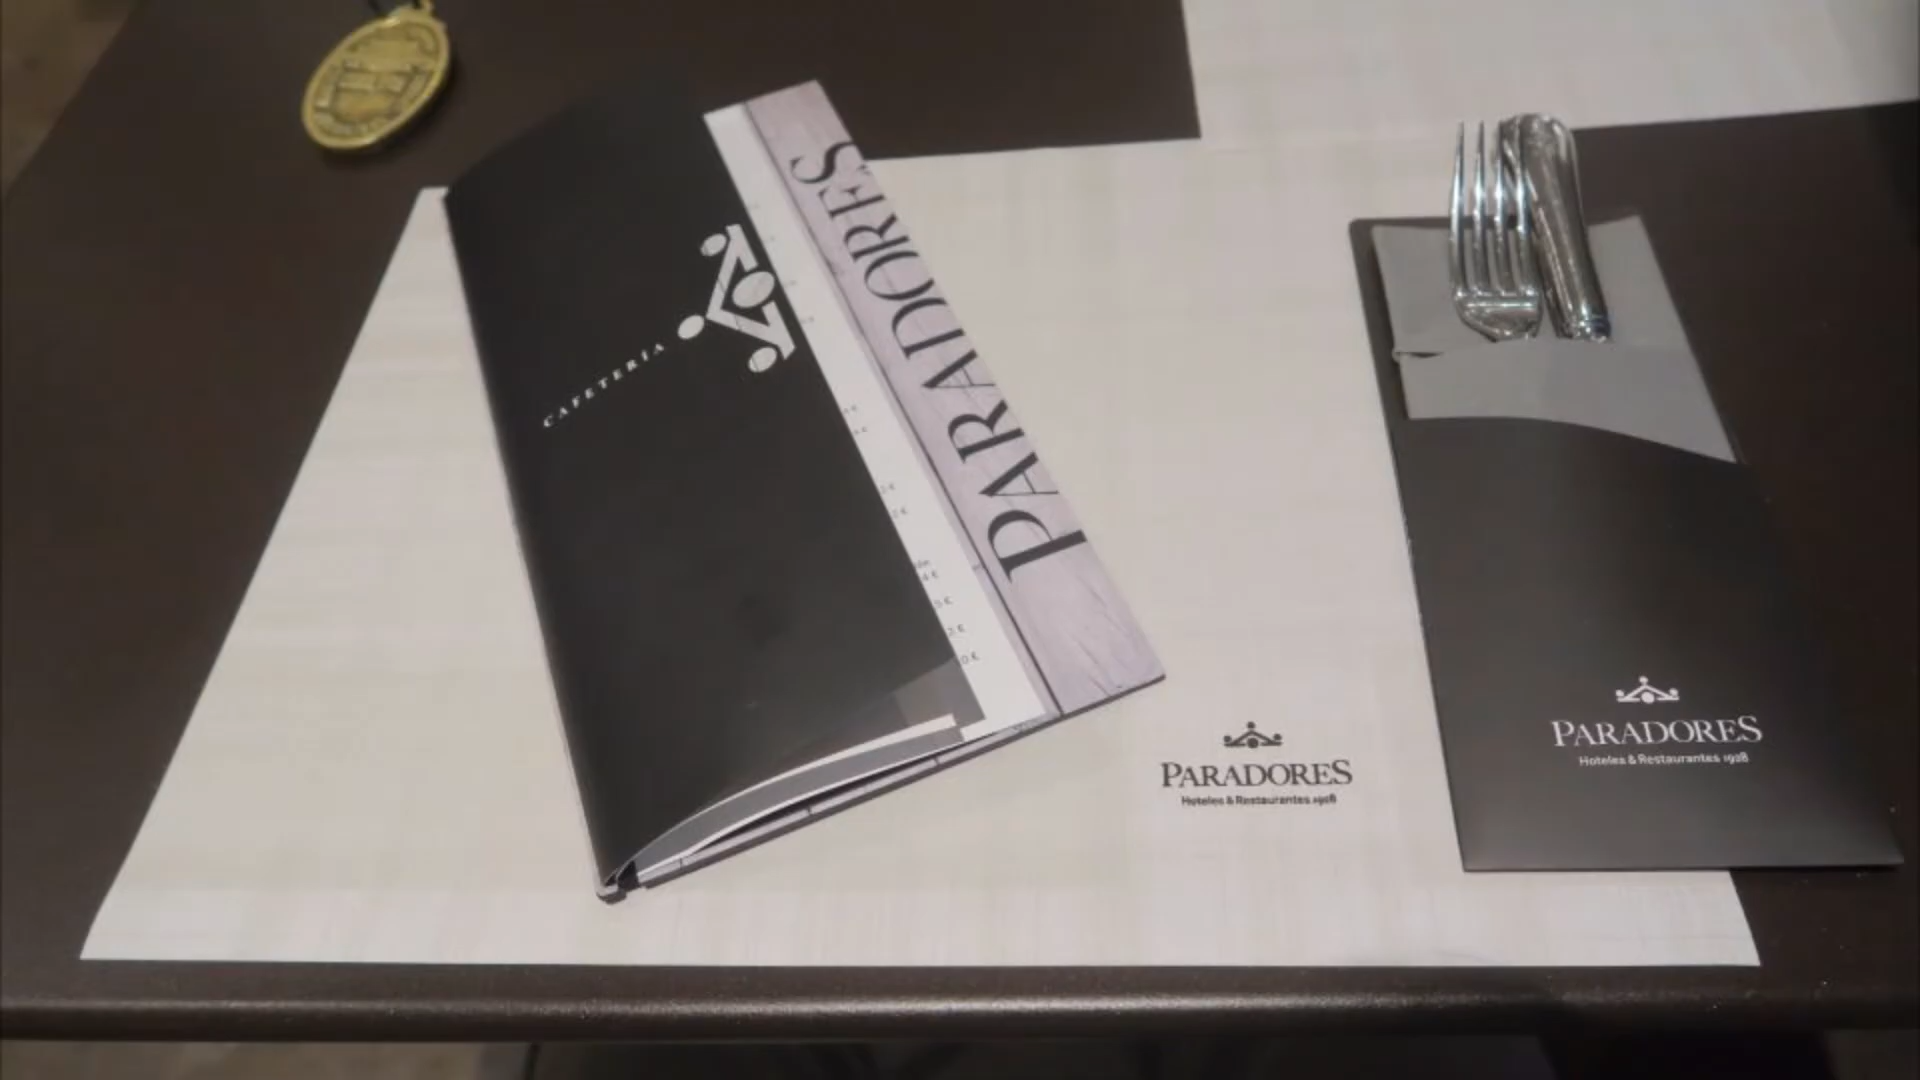 CAFETERIA
PARADORES
PARADORES
Hoteles & Restaurantes 1928
PARADORES
Hoteles & Restaurantes 1928